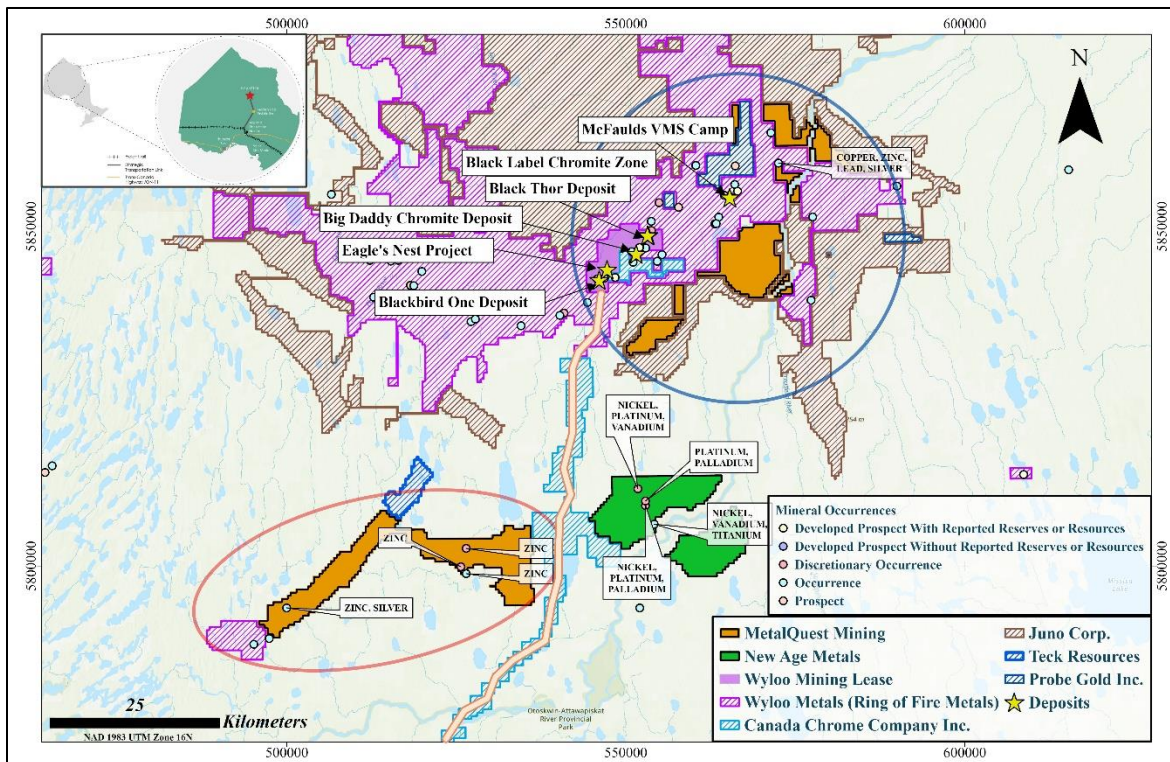 500000
550000
600000
N
McFaulds VMS Camp
Black Label Chromite Zone
COPPER, ZINC,
LEAD, SILVER
Black Thor Deposit
Big Daddy Chromite Deposit
Eagle's Nest Project
Blackbird One Deposit
5850000
5850000
NICKEL,
PLATINUM,
VANADIUM
PLATINUM,
PALLADIUM
NICKEL,
VANADIUM,
TITANIUM
NICKEL,
PLATINUM,
PALLADIUM
ZINC
ZINC
ZINC
ZINC, SILVER
5800000
5800000
Mineral Occurrences
Developed Prospect With Reported Reserves or Resources
Developed Prospect Without Reported Reserves or Resources
Discretionary Occurrence
Occurrence
Prospect
MetalQuest Mining
New Age Metals
Wyloo Mining Lease
Wyloo Metals (Ring of Fire Metals)
Canada Chrome Company Inc.
Juno Corp.
Teck Resources
Probe Gold Inc.
Deposits
25
Kilometers
NAD 1983 UTM Zone 16N
Otoskwin-Attawapiskat
River Provincial
Park
500000
550000
600000